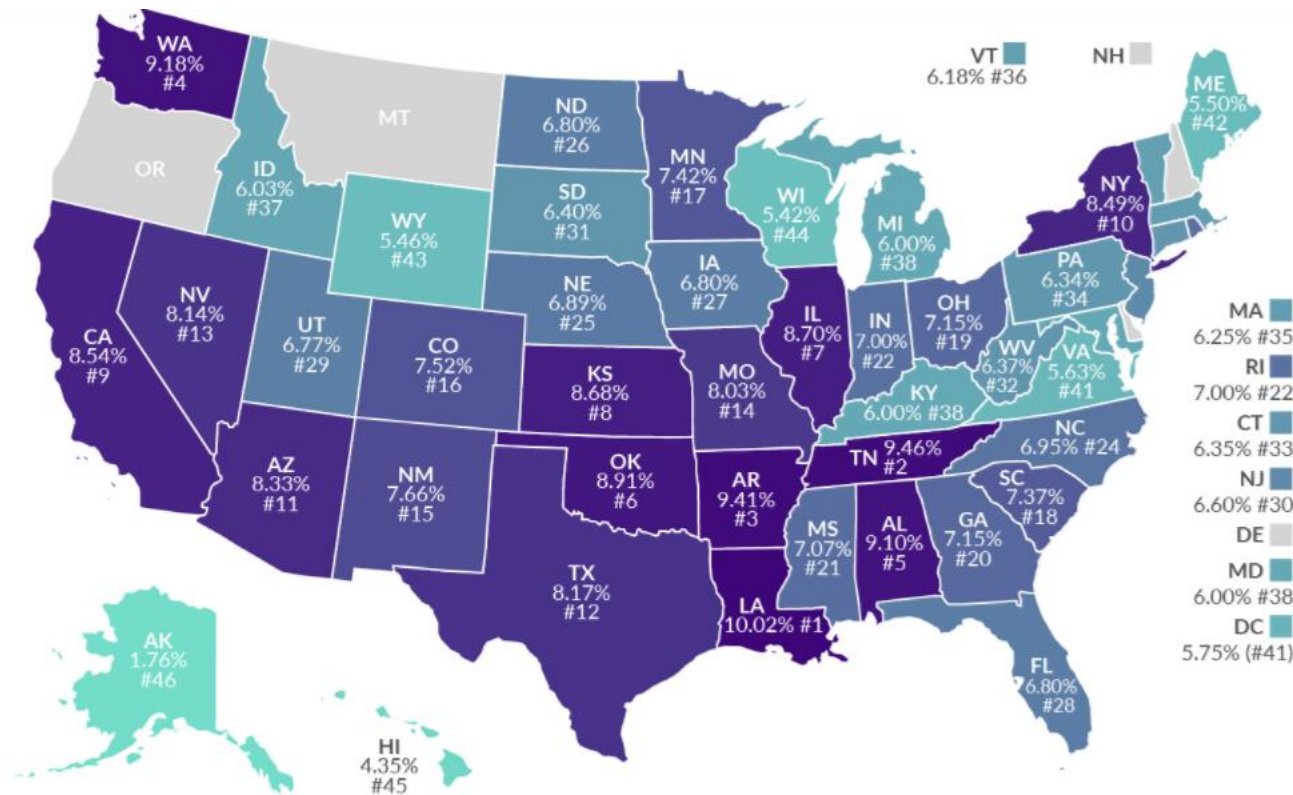 WA
9.18%
#4
OR
MT
ID
6.03%
#37
WY
5.46%
#43
ND
6.80%
#26
SD
6.40%
#31
NE
6.89%
#25
MN
7.42%
#17
IA
6.80%
#27
WI
5.42%
#44
MI
6.00%
#38
VT
6.18% #36
NH
ME
5.50%
#42
NY
8.49%
#10
PA
6.34%
#34
CA
8.54%
#9
NV
8.14%
#13
UT
6.77%
#29
CO
7.52%
#16
KS
8.68%
#8
MO
8.03%
#14
IL
8.70%
#7
IN
7.00%
#22
OH
7.15%
#19
WV
6.37%
#32
VA
5.63%
#41
KY
6.00% #38
NC
6.95% #24
TN 9.46%
#2
SC
7.37%
#18
AZ
8.33%
#11
NM
7.66%
#15
OK
8.91%
#6
AR
9.41%
#3
MS
7.07%
#21
AL
9.10%
#5
GA
7.15%
#20
TX
8.17%
#12
LA
10.02% #1
FL
6.80%
#28
AK
1.76%
#46
HI
4.35%
#45
MA
6.25% #35
RI
7.00% #22
CT
6.35% #33
NJ
6.60% #30
DE
MD
6.00% #38
DC
5.75% (#41)